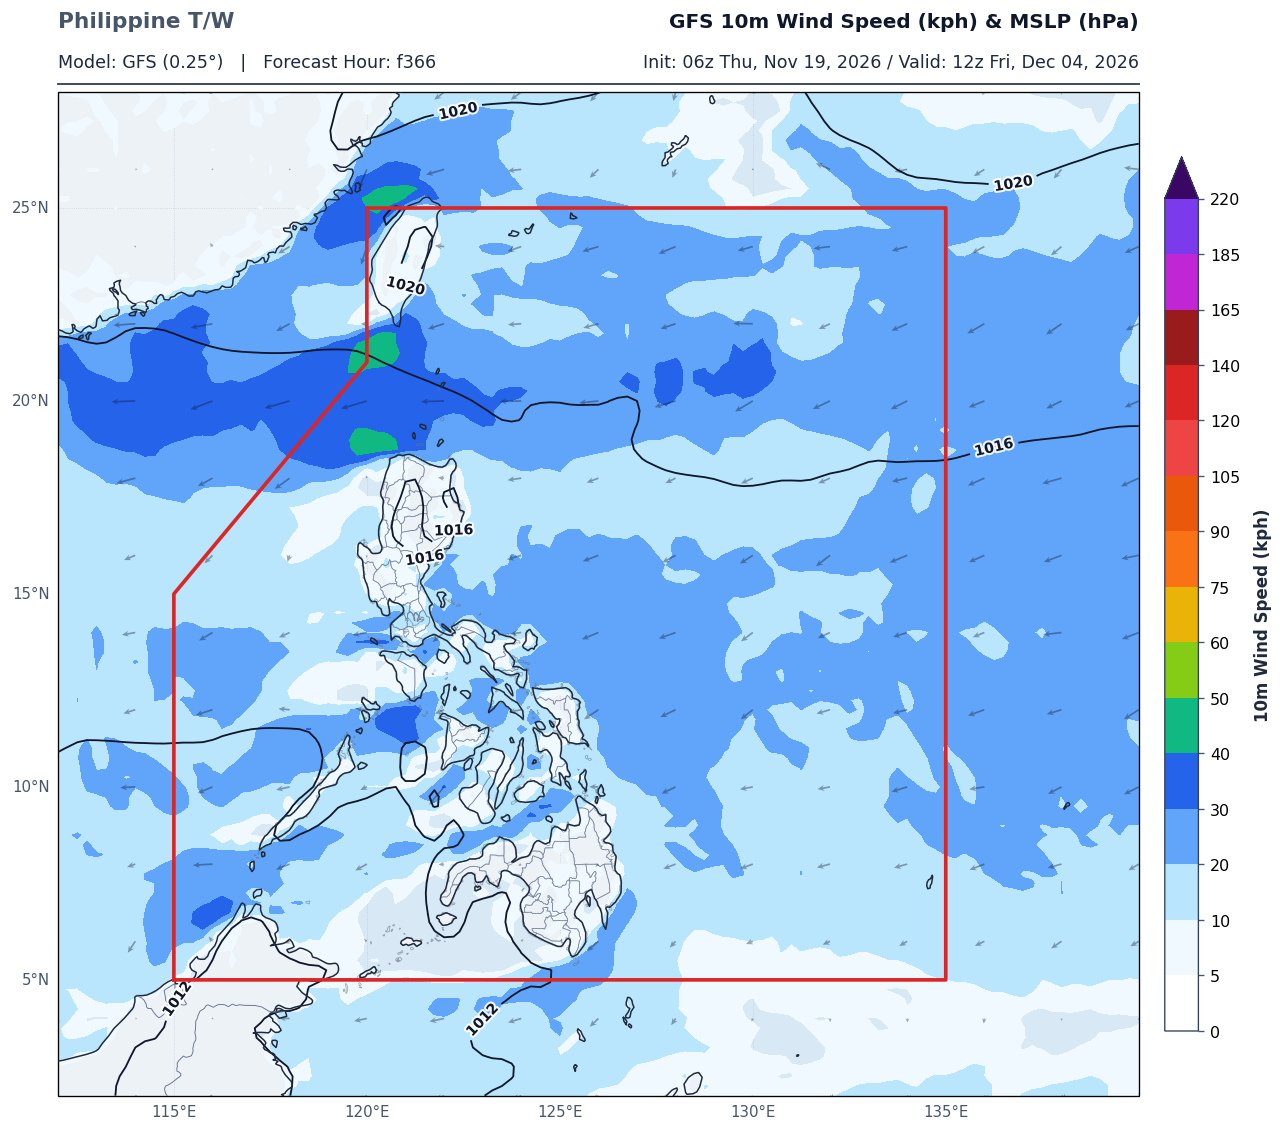 Philippine T/W
GFS 10m Wind Speed (kph) & MSLP (hPa)
Model: GFS (0.25°) | Forecast Hour: f366
Init: 06z Thu, Nov 19, 2026 / Valid: 12z Fri, Dec 04, 2026
1020
1020
1020
1016
1016
1016
1012
1012
25°N
20°N
15°N
10°N
5°N
115°E
120°E
125°E
130°E
135°E
220
185
165
140
120
105
90
75
60
50
40
30
20
10
5
0
10m Wind Speed (kph)